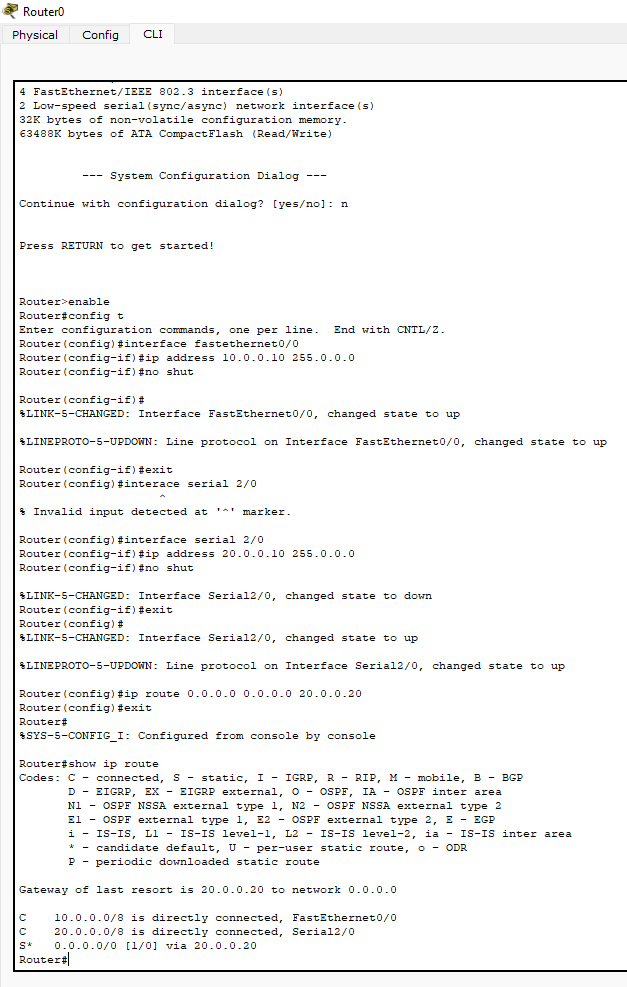 Router0
Physical Config CLI
4 FastEthernet/IEEE 802.3 interface(s)
2 Low-speed serial(sync/async) network interface(s)
32K bytes of non-volatile configuration memory.
63488K bytes of ATA CompactFlash (Read/Write)
--- System Configuration Dialog ---
Continue with configuration dialog? [yes/no]: n
Press RETURN to get started!
Router>enable
Router#config t
Enter configuration commands, one per line.  End with CNTL/Z.
Router(config)#interface fastethernet0/0
Router(config-if)#ip address 10.0.0.10 255.0.0.0
Router(config-if)#no shut
Router(config-if)#
%LINK-5-CHANGED: Interface FastEthernet0/0, changed state to up
%LINEPROTO-5-UPDOWN: Line protocol on Interface FastEthernet0/0, changed state to up
Router(config-if)#exit
Router(config)#interace serial 2/0
^
% Invalid input detected at '^' marker.
Router(config)#interface serial 2/0
Router(config-if)#ip address 20.0.0.10 255.0.0.0
Router(config-if)#no shut
%LINK-5-CHANGED: Interface Serial2/0, changed state to down
Router(config-if)#exit
Router(config)#
%LINK-5-CHANGED: Interface Serial2/0, changed state to up
%LINEPROTO-5-UPDOWN: Line protocol on Interface Serial2/0, changed state to up
Router(config)#ip route 0.0.0.0 0.0.0.0 20.0.0.20
Router(config)#exit
Router#
%SYS-5-CONFIG_I: Configured from console by console
Router#show ip route
Codes: C - connected, S - static, I - IGRP, R - RIP, M - mobile, B - BGP
D - EIGRP, EX - EIGRP external, O - OSPF, IA - OSPF inter area
N1 - OSPF NSSA external type 1, N2 - OSPF NSSA external type 2
E1 - OSPF external type 1, E2 - OSPF external type 2, E - EGP
i - IS-IS, L1 - IS-IS level-1, L2 - IS-IS level-2, ia - IS-IS inter area
* - candidate default, U - per-user static route, o - ODR
P - periodic downloaded static route
Gateway of last resort is 20.0.0.20 to network 0.0.0.0
C    10.0.0.0/8 is directly connected, FastEthernet0/0
C    20.0.0.0/8 is directly connected, Serial2/0
S*   0.0.0.0/0 [1/0] via 20.0.0.20
Router#